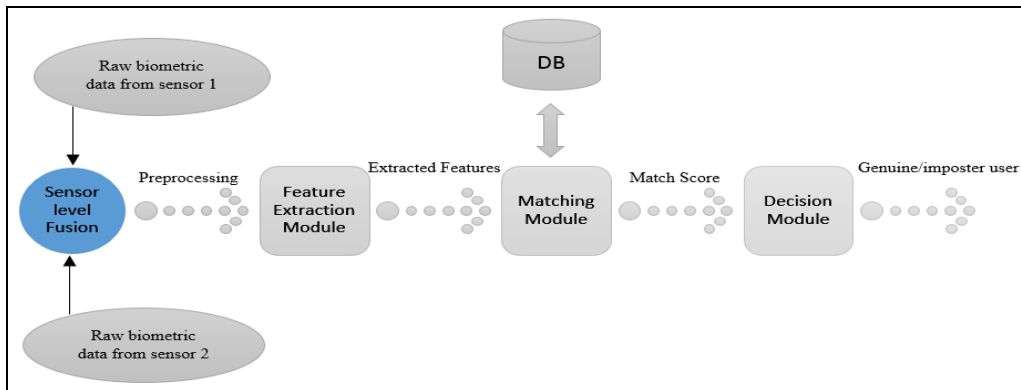 Raw biometric
data from sensor 1
DB
Sensor
level
Fusion
Preprocessing
Feature
Extraction
Module
Extracted Features
Matching
Module
Match Score
Decision
Module
Genuine/imposter user
Raw biometric
data from sensor 2